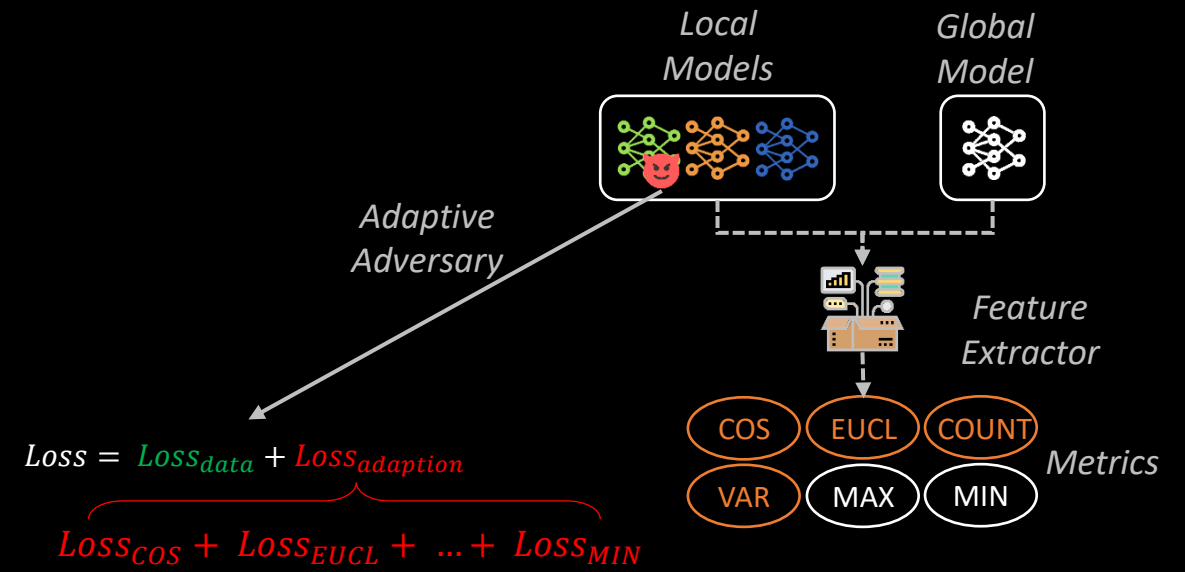 Local
Models
Global
Model
Adaptive
Adversary
Feature
Extractor
COS EUCL COUNT
VAR MAX MIN
Metrics
Loss = Loss_data + Loss_adaption
Loss_COS + Loss_EUCL + … + Loss_MIN